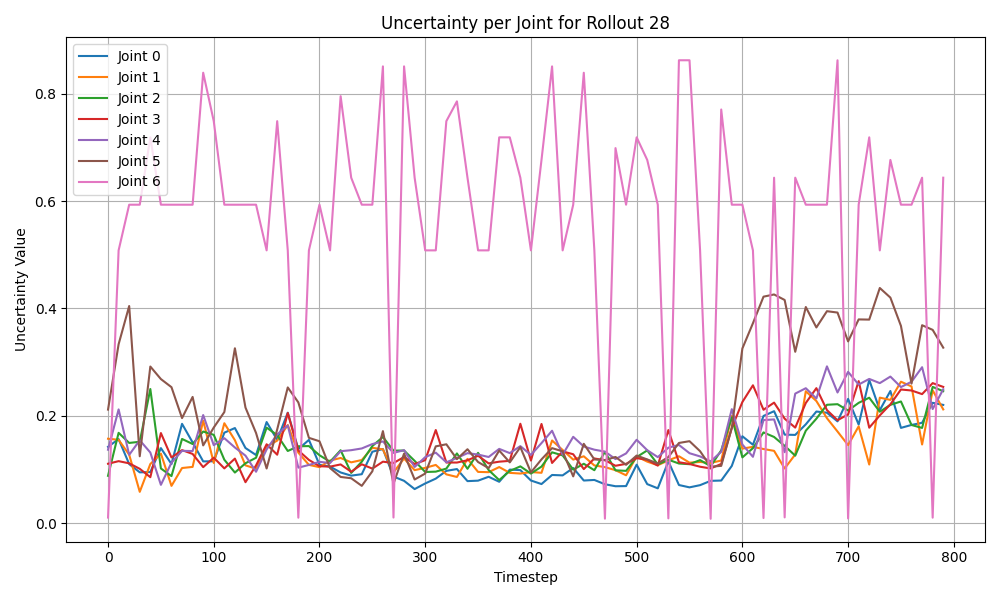 Uncertainty per Joint for Rollout 28
Joint 0
Joint 1
Joint 2
Joint 3
Joint 4
Joint 5
Joint 6
Uncertainty Value
0.8
0.6
0.4
0.2
0.0
0 100 200 300 400 500 600 700 800
Timestep